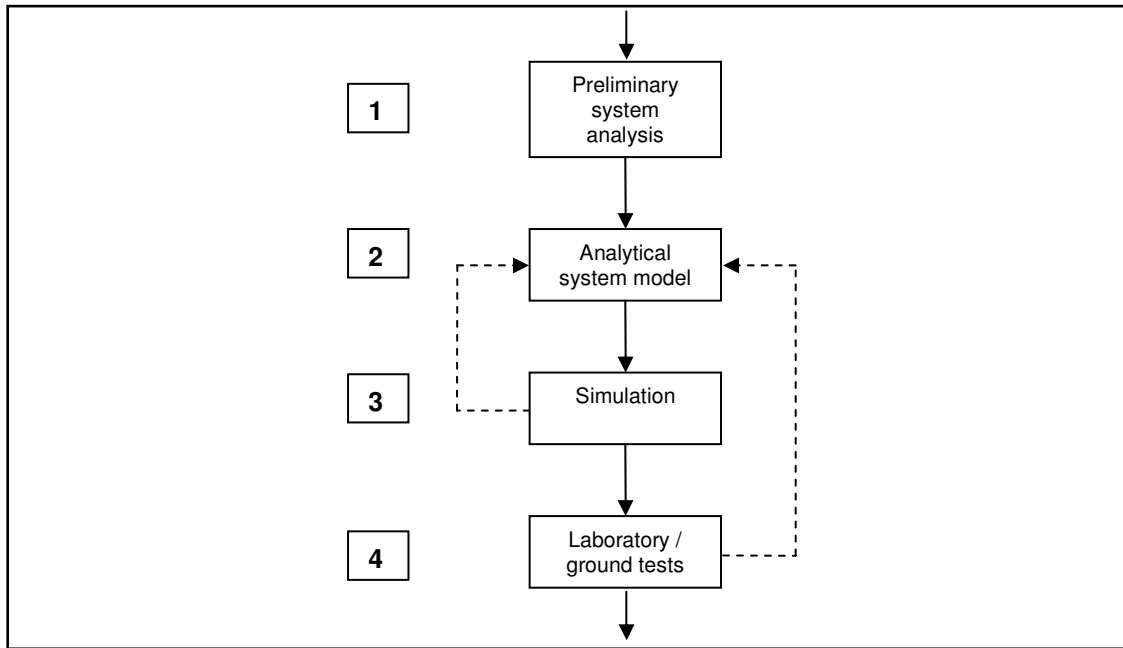 1
Preliminary
system
analysis
2
Analytical
system model
3
Simulation
4
Laboratory /
ground tests